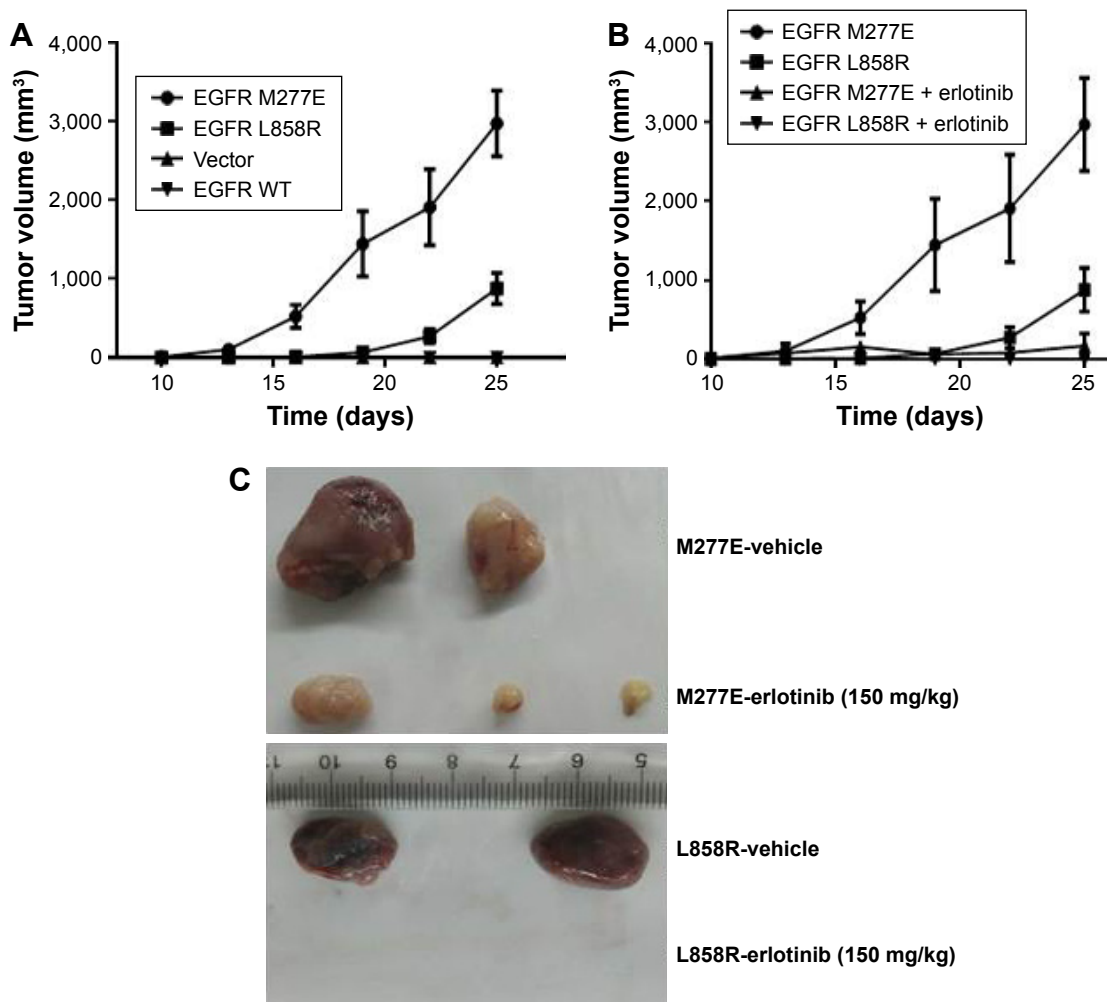 A
4,000
3,000
2,000
1,000
0
Tumor volume (mm³)
EGFR M277E
EGFR L858R
Vector
EGFR WT
10 15 20 25
Time (days)
B
4,000
3,000
2,000
1,000
0
Tumor volume (mm³)
EGFR M277E
EGFR L858R
EGFR M277E + erlotinib
EGFR L858R + erlotinib
10 15 20 25
Time (days)
C
M277E-vehicle
M277E-erlotinib (150 mg/kg)
10 9 8 7 6 5
L858R-vehicle
L858R-erlotinib (150 mg/kg)